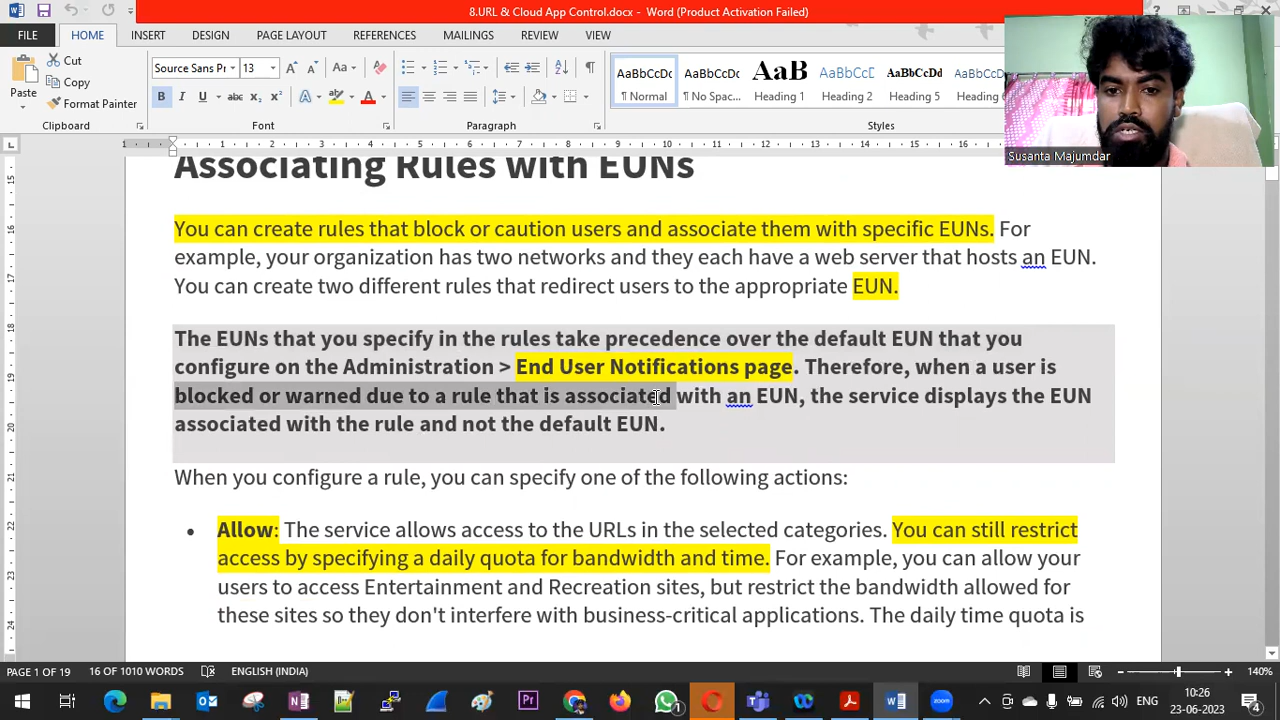 8.URL & Cloud App Control.docx - Word (Product Activation Failed)
FILE HOME INSERT DESIGN PAGE LAYOUT REFERENCES MAILINGS REVIEW VIEW
Paste
Cut
Copy
Format Painter
Clipboard
Source Sans Pr 13
Font
Paragraph
AaBbCcDc AaBbCcDc AaB AaBbCcD AaBbCcDd
¶ Normal ¶ No Spac... Heading 1 Heading 2 Heading 5
Styles
Susanta Majumdar
Associating Rules with EUNs
You can create rules that block or caution users and associate them with specific EUNs. For
example, your organization has two networks and they each have a web server that hosts an EUN.
You can create two different rules that redirect users to the appropriate EUN.
The EUNs that you specify in the rules take precedence over the default EUN that you
configure on the Administration > End User Notifications page. Therefore, when a user is
blocked or warned due to a rule that is associated with an EUN, the service displays the EUN
associated with the rule and not the default EUN.
When you configure a rule, you can specify one of the following actions:
• Allow: The service allows access to the URLs in the selected categories. You can still restrict
access by specifying a daily quota for bandwidth and time. For example, you can allow your
users to access Entertainment and Recreation sites, but restrict the bandwidth allowed for
these sites so they don't interfere with business-critical applications. The daily time quota is
PAGE 1 OF 19 16 OF 1010 WORDS ENGLISH (INDIA) 140%
ENG
10:26
23-06-2023